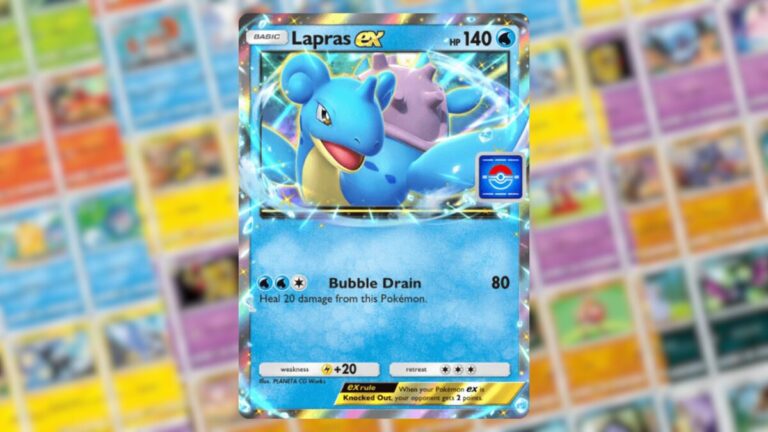 BASIC Lapras ex HP 140
Bubble Drain 80
Heal 20 damage from this Pokémon.
weakness +20 retreat
Illus. PLANETA CG Works
ex rule When your Pokémon ex is
Knocked Out, your opponent gets 2 points.